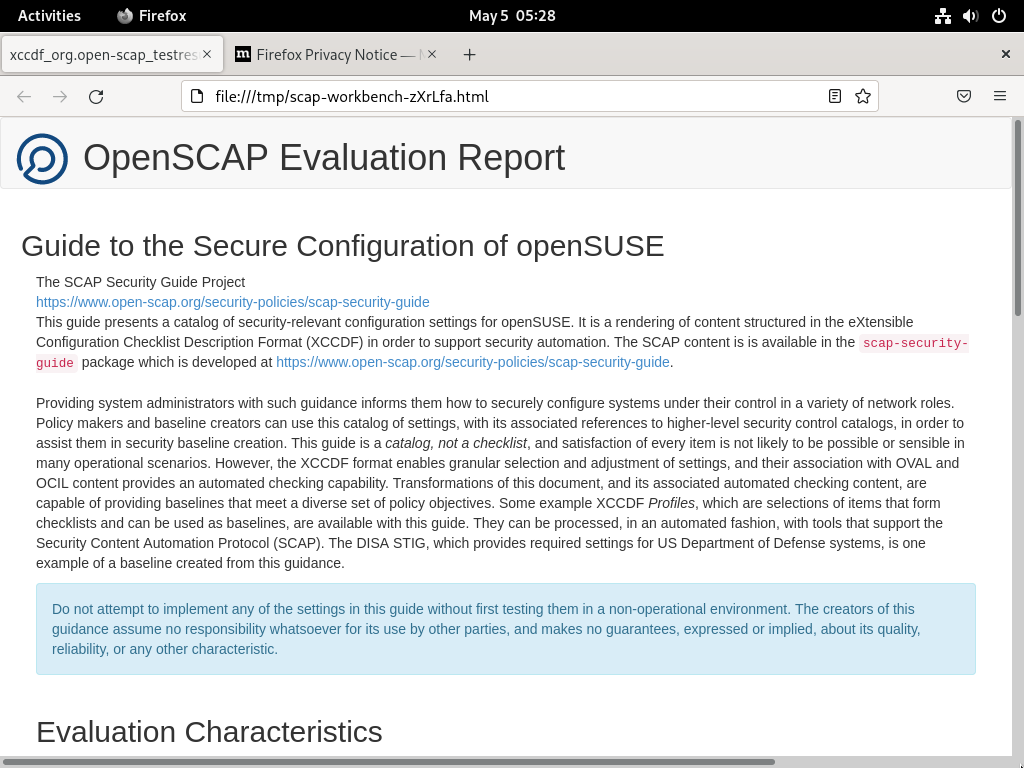 Activities Firefox May 5 05:28
xccdf_org.open-scap_testres Firefox Privacy Notice —
file:///tmp/scap-workbench-zXrLfa.html
OpenSCAP Evaluation Report
Guide to the Secure Configuration of openSUSE
The SCAP Security Guide Project
https://www.open-scap.org/security-policies/scap-security-guide
This guide presents a catalog of security-relevant configuration settings for openSUSE. It is a rendering of content structured in the eXtensible
Configuration Checklist Description Format (XCCDF) in order to support security automation. The SCAP content is is available in the scap-security-
guide package which is developed at https://www.open-scap.org/security-policies/scap-security-guide.
Providing system administrators with such guidance informs them how to securely configure systems under their control in a variety of network roles.
Policy makers and baseline creators can use this catalog of settings, with its associated references to higher-level security control catalogs, in order to
assist them in security baseline creation. This guide is a catalog, not a checklist, and satisfaction of every item is not likely to be possible or sensible in
many operational scenarios. However, the XCCDF format enables granular selection and adjustment of settings, and their association with OVAL and
OCIL content provides an automated checking capability. Transformations of this document, and its associated automated checking content, are
capable of providing baselines that meet a diverse set of policy objectives. Some example XCCDF Profiles, which are selections of items that form
checklists and can be used as baselines, are available with this guide. They can be processed, in an automated fashion, with tools that support the
Security Content Automation Protocol (SCAP). The DISA STIG, which provides required settings for US Department of Defense systems, is one
example of a baseline created from this guidance.
Do not attempt to implement any of the settings in this guide without first testing them in a non-operational environment. The creators of this
guidance assume no responsibility whatsoever for its use by other parties, and makes no guarantees, expressed or implied, about its quality,
reliability, or any other characteristic.
Evaluation Characteristics